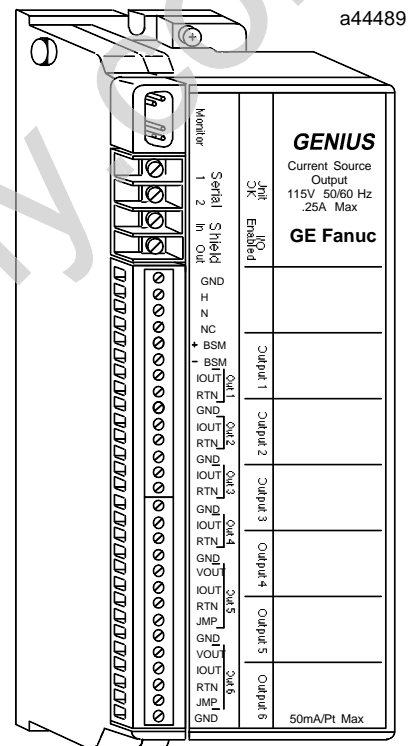 a44489
Monitor
Serial
1 2
Shield
In Out
Unit
OK
I/O
Enabled
GENIUS
Current Source
Output
115V 50/60 Hz
.25A Max
GE Fanuc
GND
H
N
NC
+ BSM
- BSM
IOUT
RTN
Out 1
GND
IOUT
RTN
Out 2
GND
IOUT
RTN
Out 3
GND
IOUT
RTN
Out 4
GND
VOUT
IOUT
RTN
JMP
Out 5
GND
VOUT
IOUT
RTN
JMP
Out 6
GND
Output 1
Output 2
Output 3
Output 4
Output 5
Output 6
50mA/Pt Max